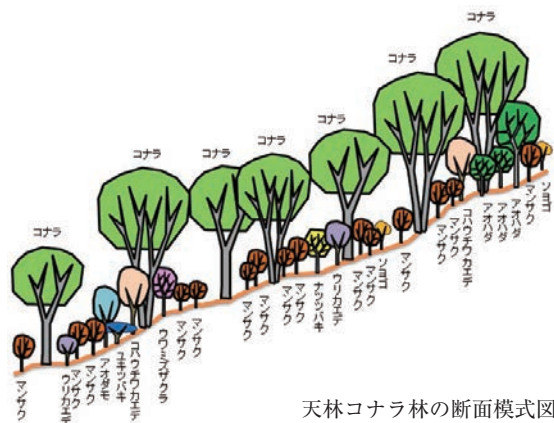 コナラ
コナラ
コナラ
コナラ
コナラ
コナラ
コナラ
マンサク
ウリカエデ
マンサク
マンサク
アオダモ
ユキツバキ
コハウチワカエデ
ウワミズザクラ
マンサク
マンサク
マンサク
マンサク
マンサク
マンサク
ナツツバキ
ウリカエデ
マンサク
マンサク
ソヨゴ
マンサク
マンサク
マンサク
コハウチワカエデ
アオハダ
アオハダ
アオハダ
マンサク
ソヨゴ
天林コナラ林の断面模式図